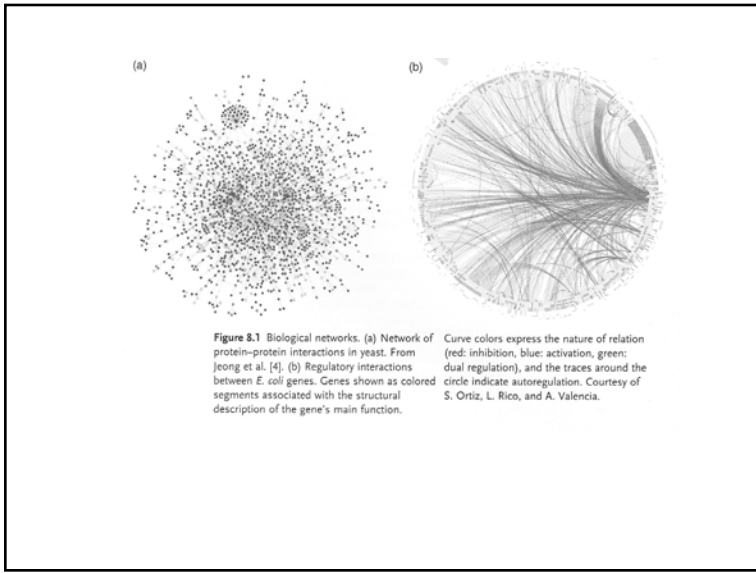 (a)
(b)
Figure 8.1 Biological networks. (a) Network of
protein–protein interactions in yeast. From
Jeong et al. [4]. (b) Regulatory interactions
between E. coli genes. Genes shown as colored
segments associated with the structural
description of the gene's main function.
Curve colors express the nature of relation
(red: inhibition, blue: activation, green:
dual regulation), and the traces around the
circle indicate autoregulation. Courtesy of
S. Ortiz, L. Rico, and A. Valencia.